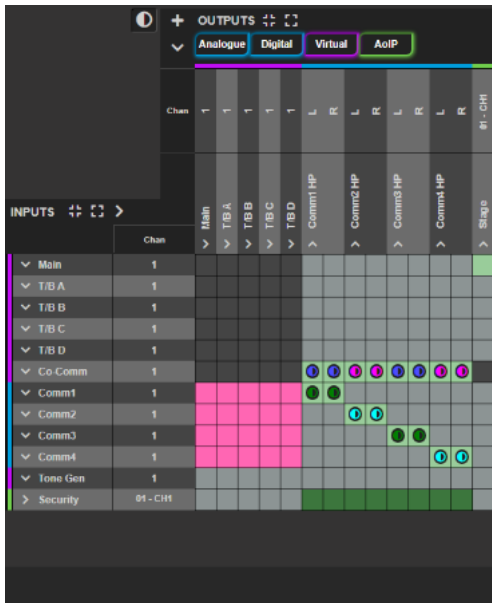 OUTPUTS
Analogue Digital Virtual AoIP
Chan 1 1 1 1 1 L R L R L R L R 01 - CH1
Main T/B A T/B B T/B C T/B D Comm1 HP Comm2 HP Comm3 HP Comm4 HP Stage
INPUTS
Chan
Main 1
T/B A 1
T/B B 1
T/B C 1
T/B D 1
Co-Comm 1
Comm1 1
Comm2 1
Comm3 1
Comm4 1
Tone Gen 1
Security 01 - CH1